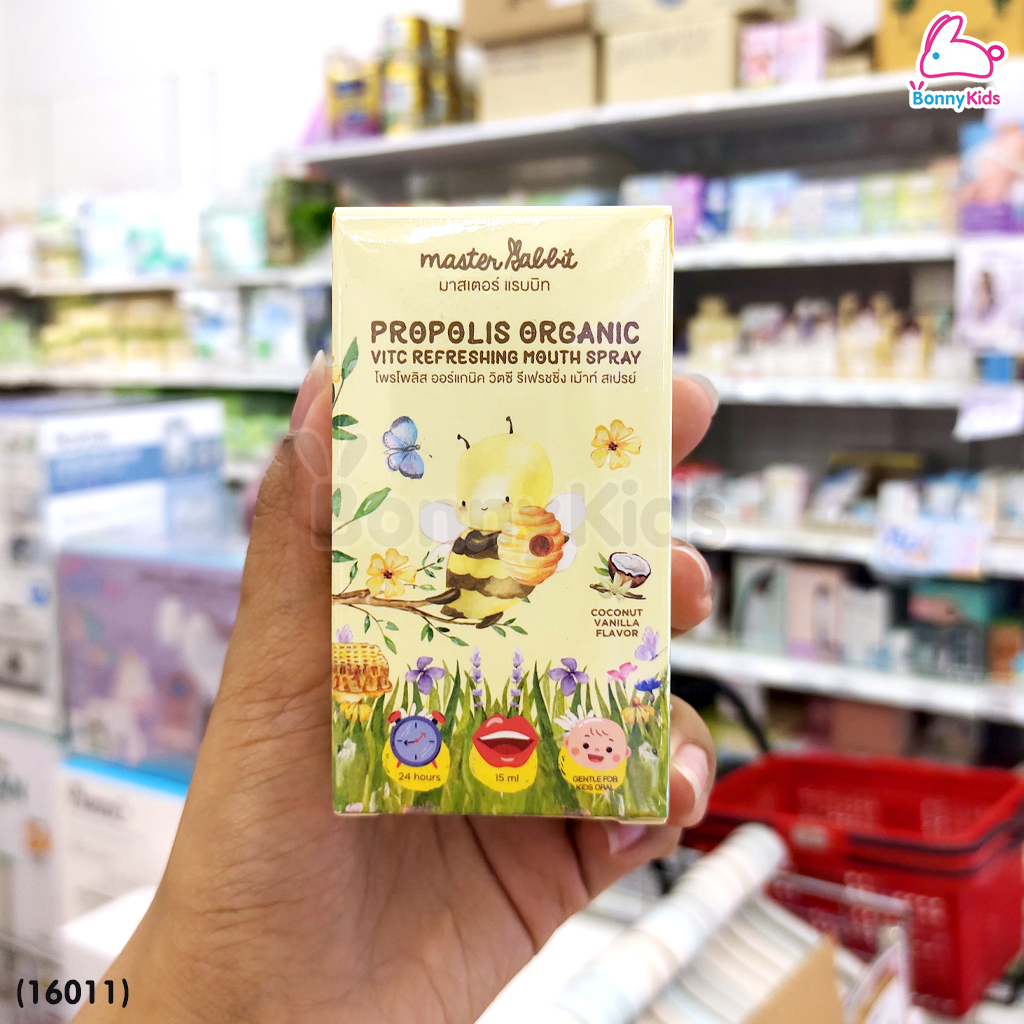 BonnyKids
master Rabbit
มาสเตอร์ แรบบิท
PROPOLIS ORGANIC
VITC REFRESHING MOUTH SPRAY
โพรโพลิส ออร์แกนิค วิตซี รีเฟรชชิ่ง เม้าท์ สเปรย์
BonnyKids
COCONUT
VANILLA
FLAVOR
24 hours
15 ml
GENTLE FOB
KIDS ORAL
(16011)